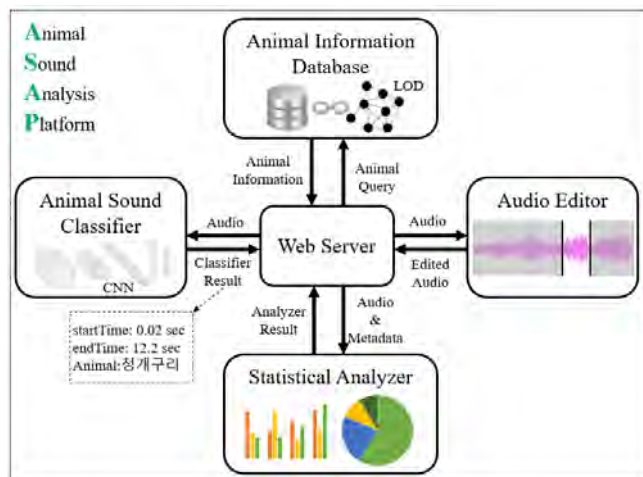 Animal
Sound
Analysis
Platform
Animal Information
Database
LOD
Animal
Information
Animal
Query
Animal Sound
Classifier
CNN
Audio
Classifier
Result
Web Server
Audio
Edited
Audio
Audio Editor
startTime: 0.02 sec
endTime: 12.2 sec
Animal:청개구리
Analyzer
Result
Audio
&
Metadata
Statistical Analyzer